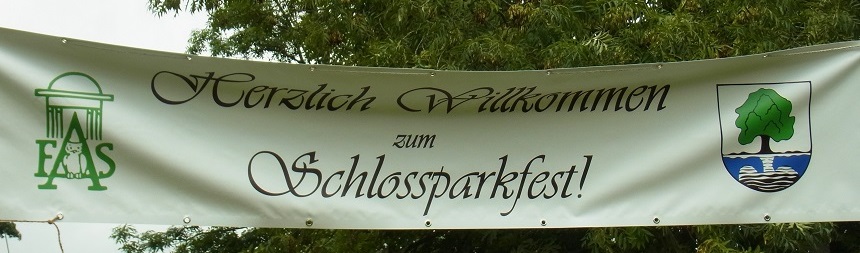 Herzlich Willkommen
zum
Schlossparkfest!
FAS